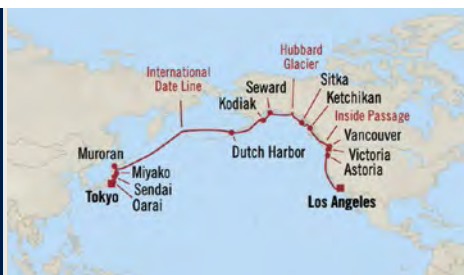 Hubbard
Glacier
International
Date Line
Seward
Kodiak
Sitka
Ketchikan
Inside Passage
Vancouver
Victoria
Astoria
Dutch Harbor
Los Angeles
Muroran
Miyako
Sendai
Oarai
Tokyo